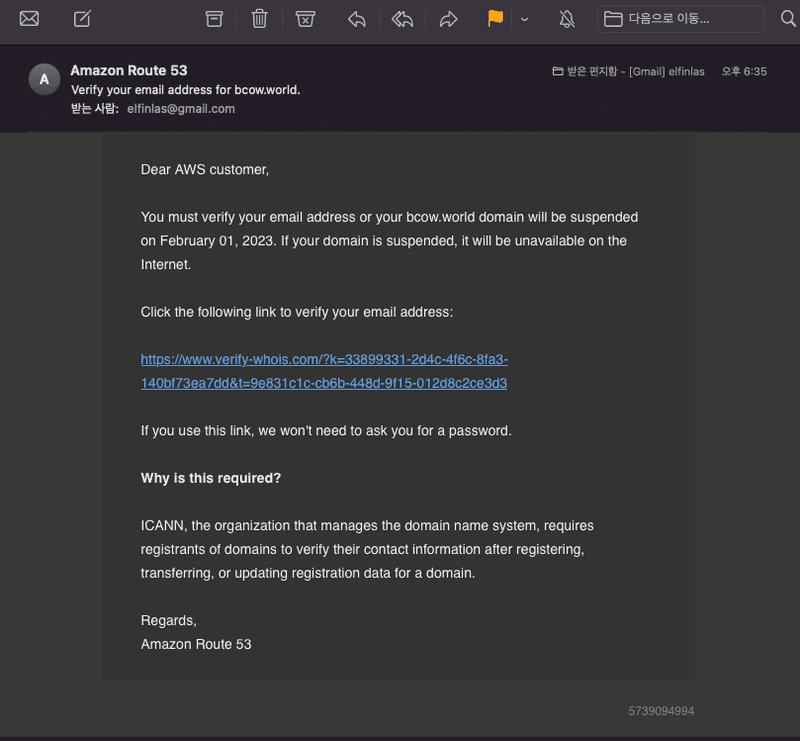 다음으로 이동...
A
Amazon Route 53
받은 편지함 - [Gmail] elfinlas 오후 6:35
Verify your email address for bcow.world.
받는 사람: elfinlas@gmail.com
Dear AWS customer,
You must verify your email address or your bcow.world domain will be suspended
on February 01, 2023. If your domain is suspended, it will be unavailable on the
Internet.
Click the following link to verify your email address:
https://www.verify-whois.com/?k=33899331-2d4c-4f6c-8fa3-
140bf73ea7dd&t=9e831c1c-cb6b-448d-9f15-012d8c2ce3d3
If you use this link, we won't need to ask you for a password.
Why is this required?
ICANN, the organization that manages the domain name system, requires
registrants of domains to verify their contact information after registering,
transferring, or updating registration data for a domain.
Regards,
Amazon Route 53
5739094994